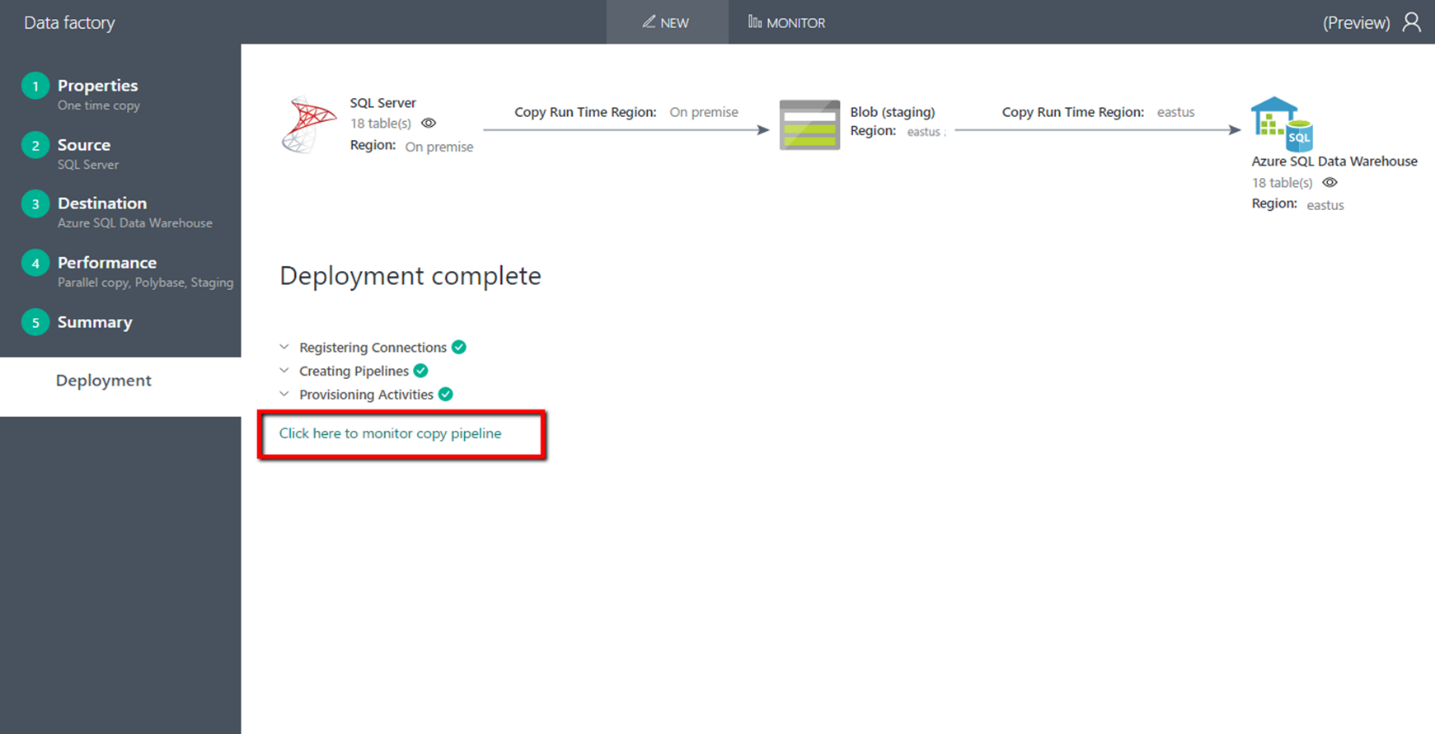 Data factory
NEW
MONITOR
(Preview)
1 Properties
One time copy
2 Source
SQL Server
3 Destination
Azure SQL Data Warehouse
4 Performance
Parallel copy, Polybase, Staging
5 Summary
Deployment
SQL Server
18 table(s)
Region: On premise
Copy Run Time Region: On premise
Blob (staging)
Region: eastus
Copy Run Time Region: eastus
SQL
Azure SQL Data Warehouse
18 table(s)
Region: eastus
Deployment complete
Registering Connections
Creating Pipelines
Provisioning Activities
Click here to monitor copy pipeline